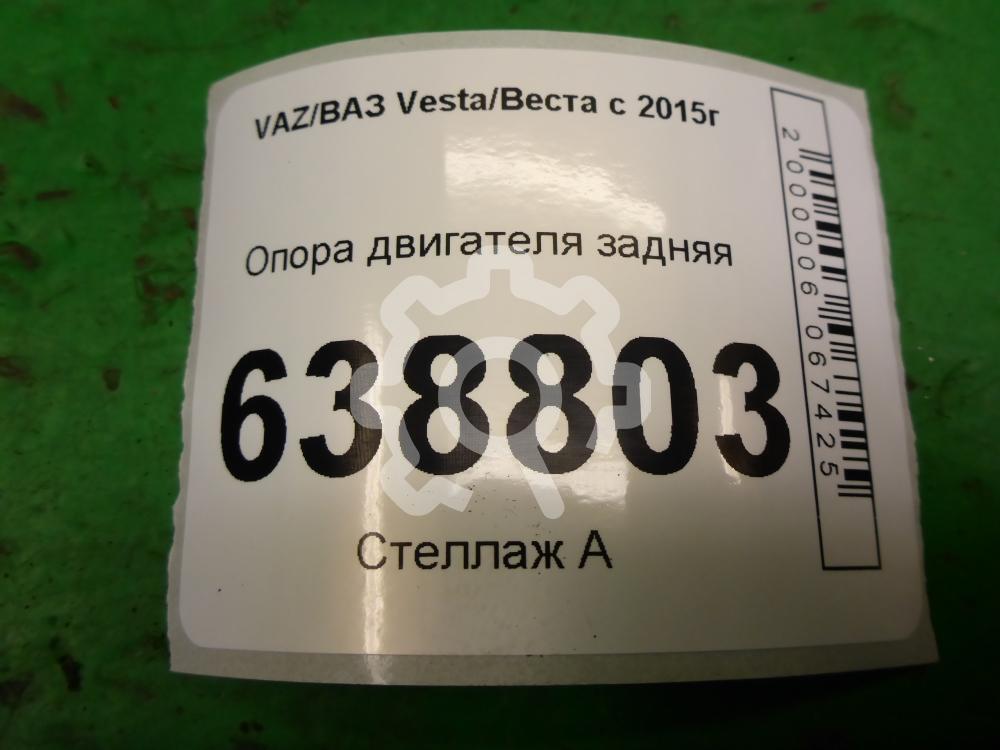 VAZ/ВАЗ Vesta/Веста с 2015г
Опора двигателя задняя
638803
Стеллаж А
2000006067425